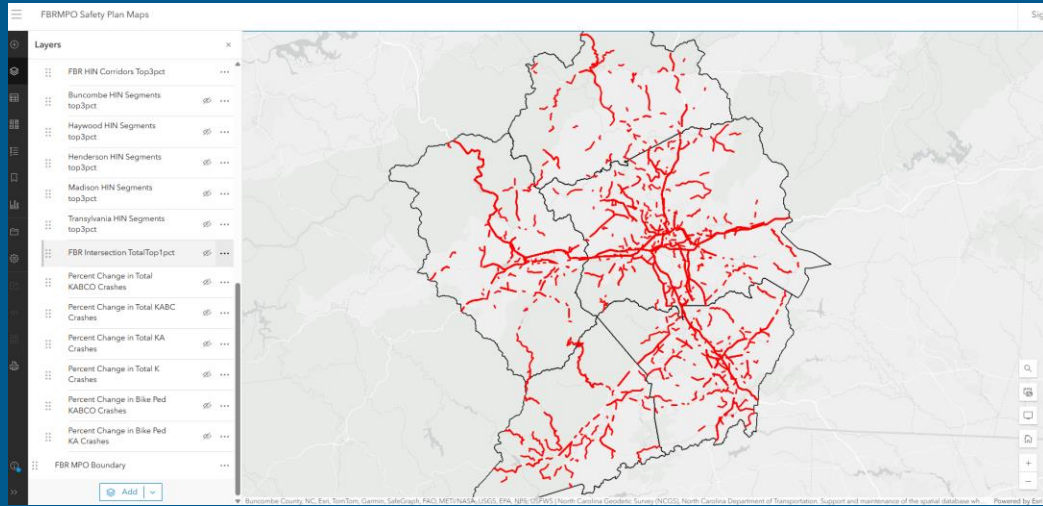 FBRMPO Safety Plan Maps
Sig
Layers
FBR HIN Corridors Top3pct
Buncombe HIN Segments
top3pct
Haywood HIN Segments
top3pct
Henderson HIN Segments
top3pct
Madison HIN Segments
top3pct
Transylvania HIN Segments
top3pct
FBR Intersection TotalTop1pct
Percent Change in Total
KABCO Crashes
Percent Change in Total KABC
Crashes
Percent Change in Total KA
Crashes
Percent Change in Total K
Crashes
Percent Change in Bike Ped
KABCO Crashes
Percent Change in Bike Ped
KA Crashes
FBR MPO Boundary
Add
Buncombe County, NC, Esri, TomTom, Garmin, SafeGraph, FAO, METI/NASA, USGS, EPA, NPS, USFWS | North Carolina Geodetic Survey (NCGS), North Carolina Department of Transportation. Support and maintenance of the spatial database wh... Powered by Esri